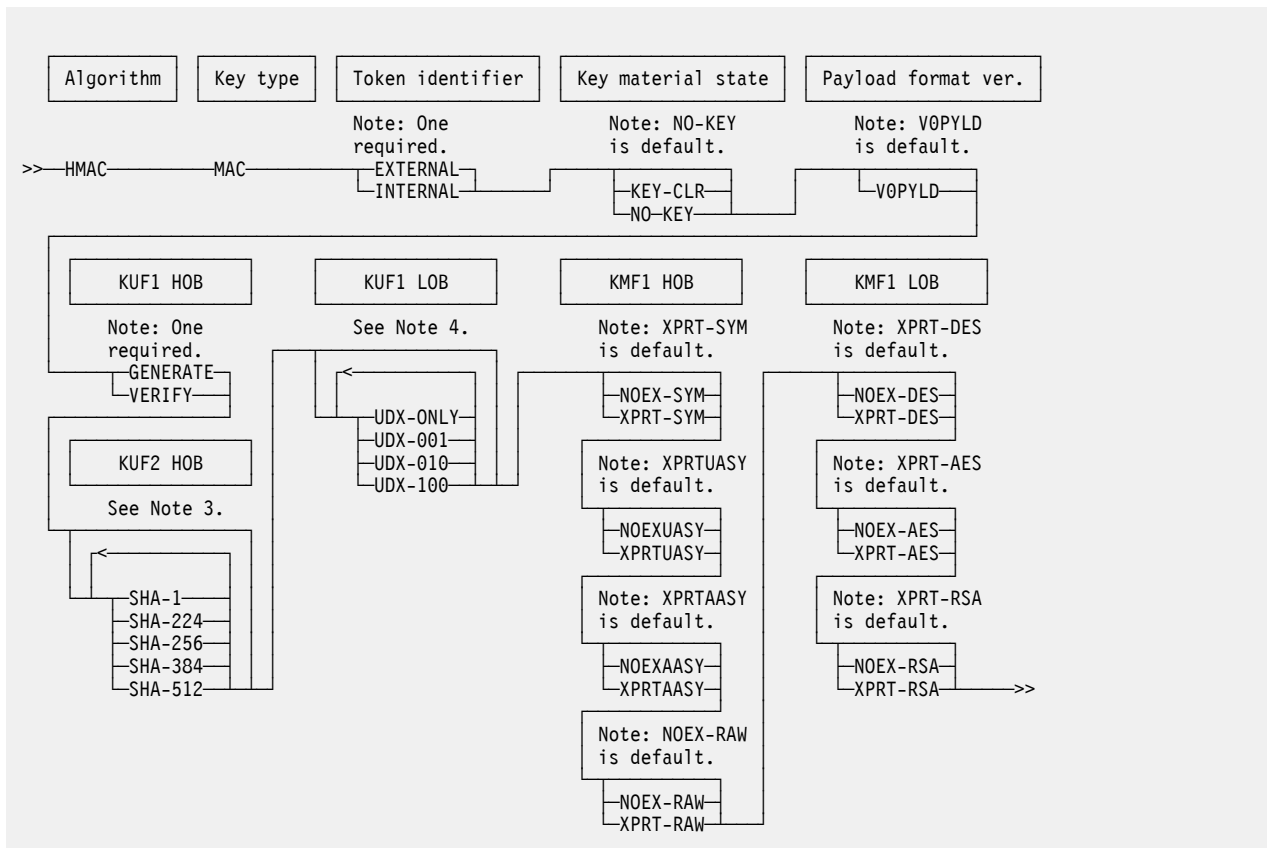 Algorithm Key type Token identifier Key material state Payload format ver.
Note: One Note: NO-KEY Note: V0PYLD
required. is default. is default.
>>—HMAC MAC EXTERNAL
INTERNAL KEY-CLR V0PYLD
NO-KEY
KUF1 HOB KUF1 LOB KMF1 HOB KMF1 LOB
Note: One See Note 4. Note: XPRT-SYM Note: XPRT-DES
required. is default. is default.
GENERATE < NOEX-SYM NOEX-DES
VERIFY UDX-ONLY XPRT-SYM XPRT-DES
UDX-001
KUF2 HOB UDX-010 Note: XPRTUASY Note: XPRT-AES
UDX-100 is default. is default.
See Note 3.
NOEXUASY NOEX-AES
< XPRTUASY XPRT-AES
SHA-1 Note: XPRTAASY Note: XPRT-RSA
SHA-224 is default. is default.
SHA-256
SHA-384 NOEXAASY NOEX-RSA
SHA-512 XPRTAASY XPRT-RSA >>
Note: NOEX-RAW
is default.
NOEX-RAW
XPRT-RAW